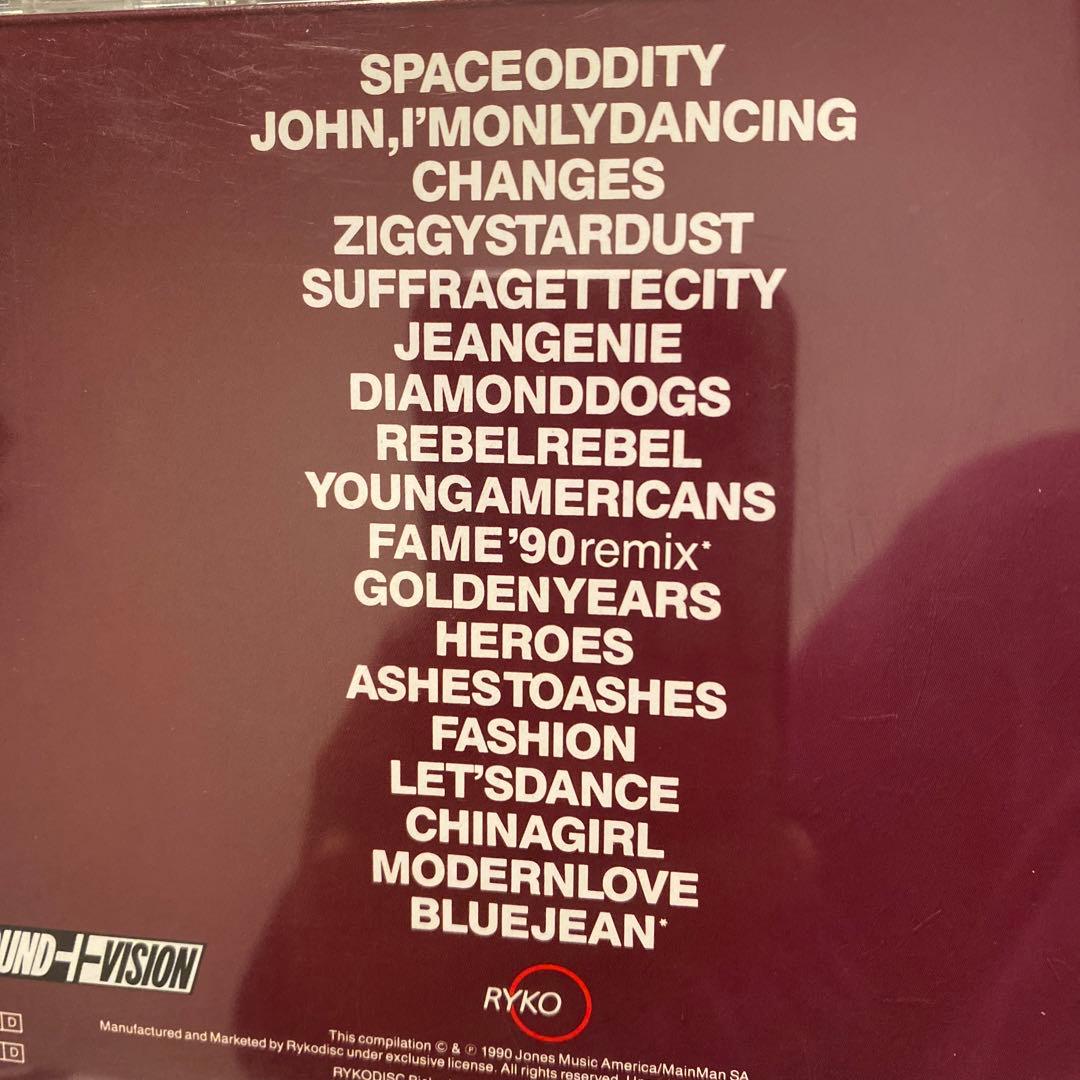 SPACEODDITY
JOHN,I'MONLYDANCING
CHANGES
ZIGGYSTARDUST
SUFFRAGETTECITY
JEANGENIE
DIAMONDDOGS
REBELREBEL
YOUNGAMERICANS
FAME'90remix*
GOLDENYEARS
HEROES
ASHESTOASHES
FASHION
LET'SDANCE
CHINAGIRL
MODERNLOVE
BLUEJEAN*
UND+VISION
RYKO
D
D
This compilation © & ℗ 1990 Jones Music America/MainMan SA
Manufactured and Marketed by Rykodisc under exclusive license. All rights reserved.
RYKODISC